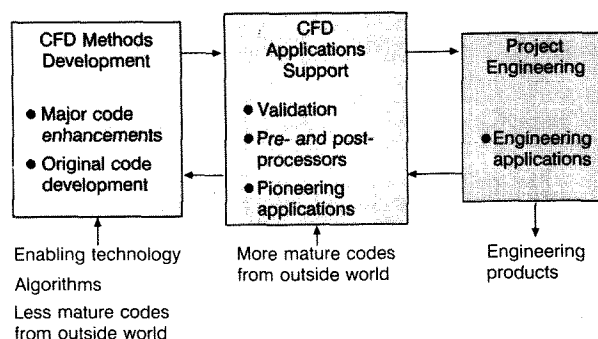 CFD Methods
Development
● Major code
enhancements
● Original code
development
CFD
Applications
Support
● Validation
● Pre- and post-
processors
● Pioneering
applications
Project
Engineering
● Engineering
applications
Enabling technology
Algorithms
Less mature codes
from outside world
More mature codes
from outside world
Engineering
products